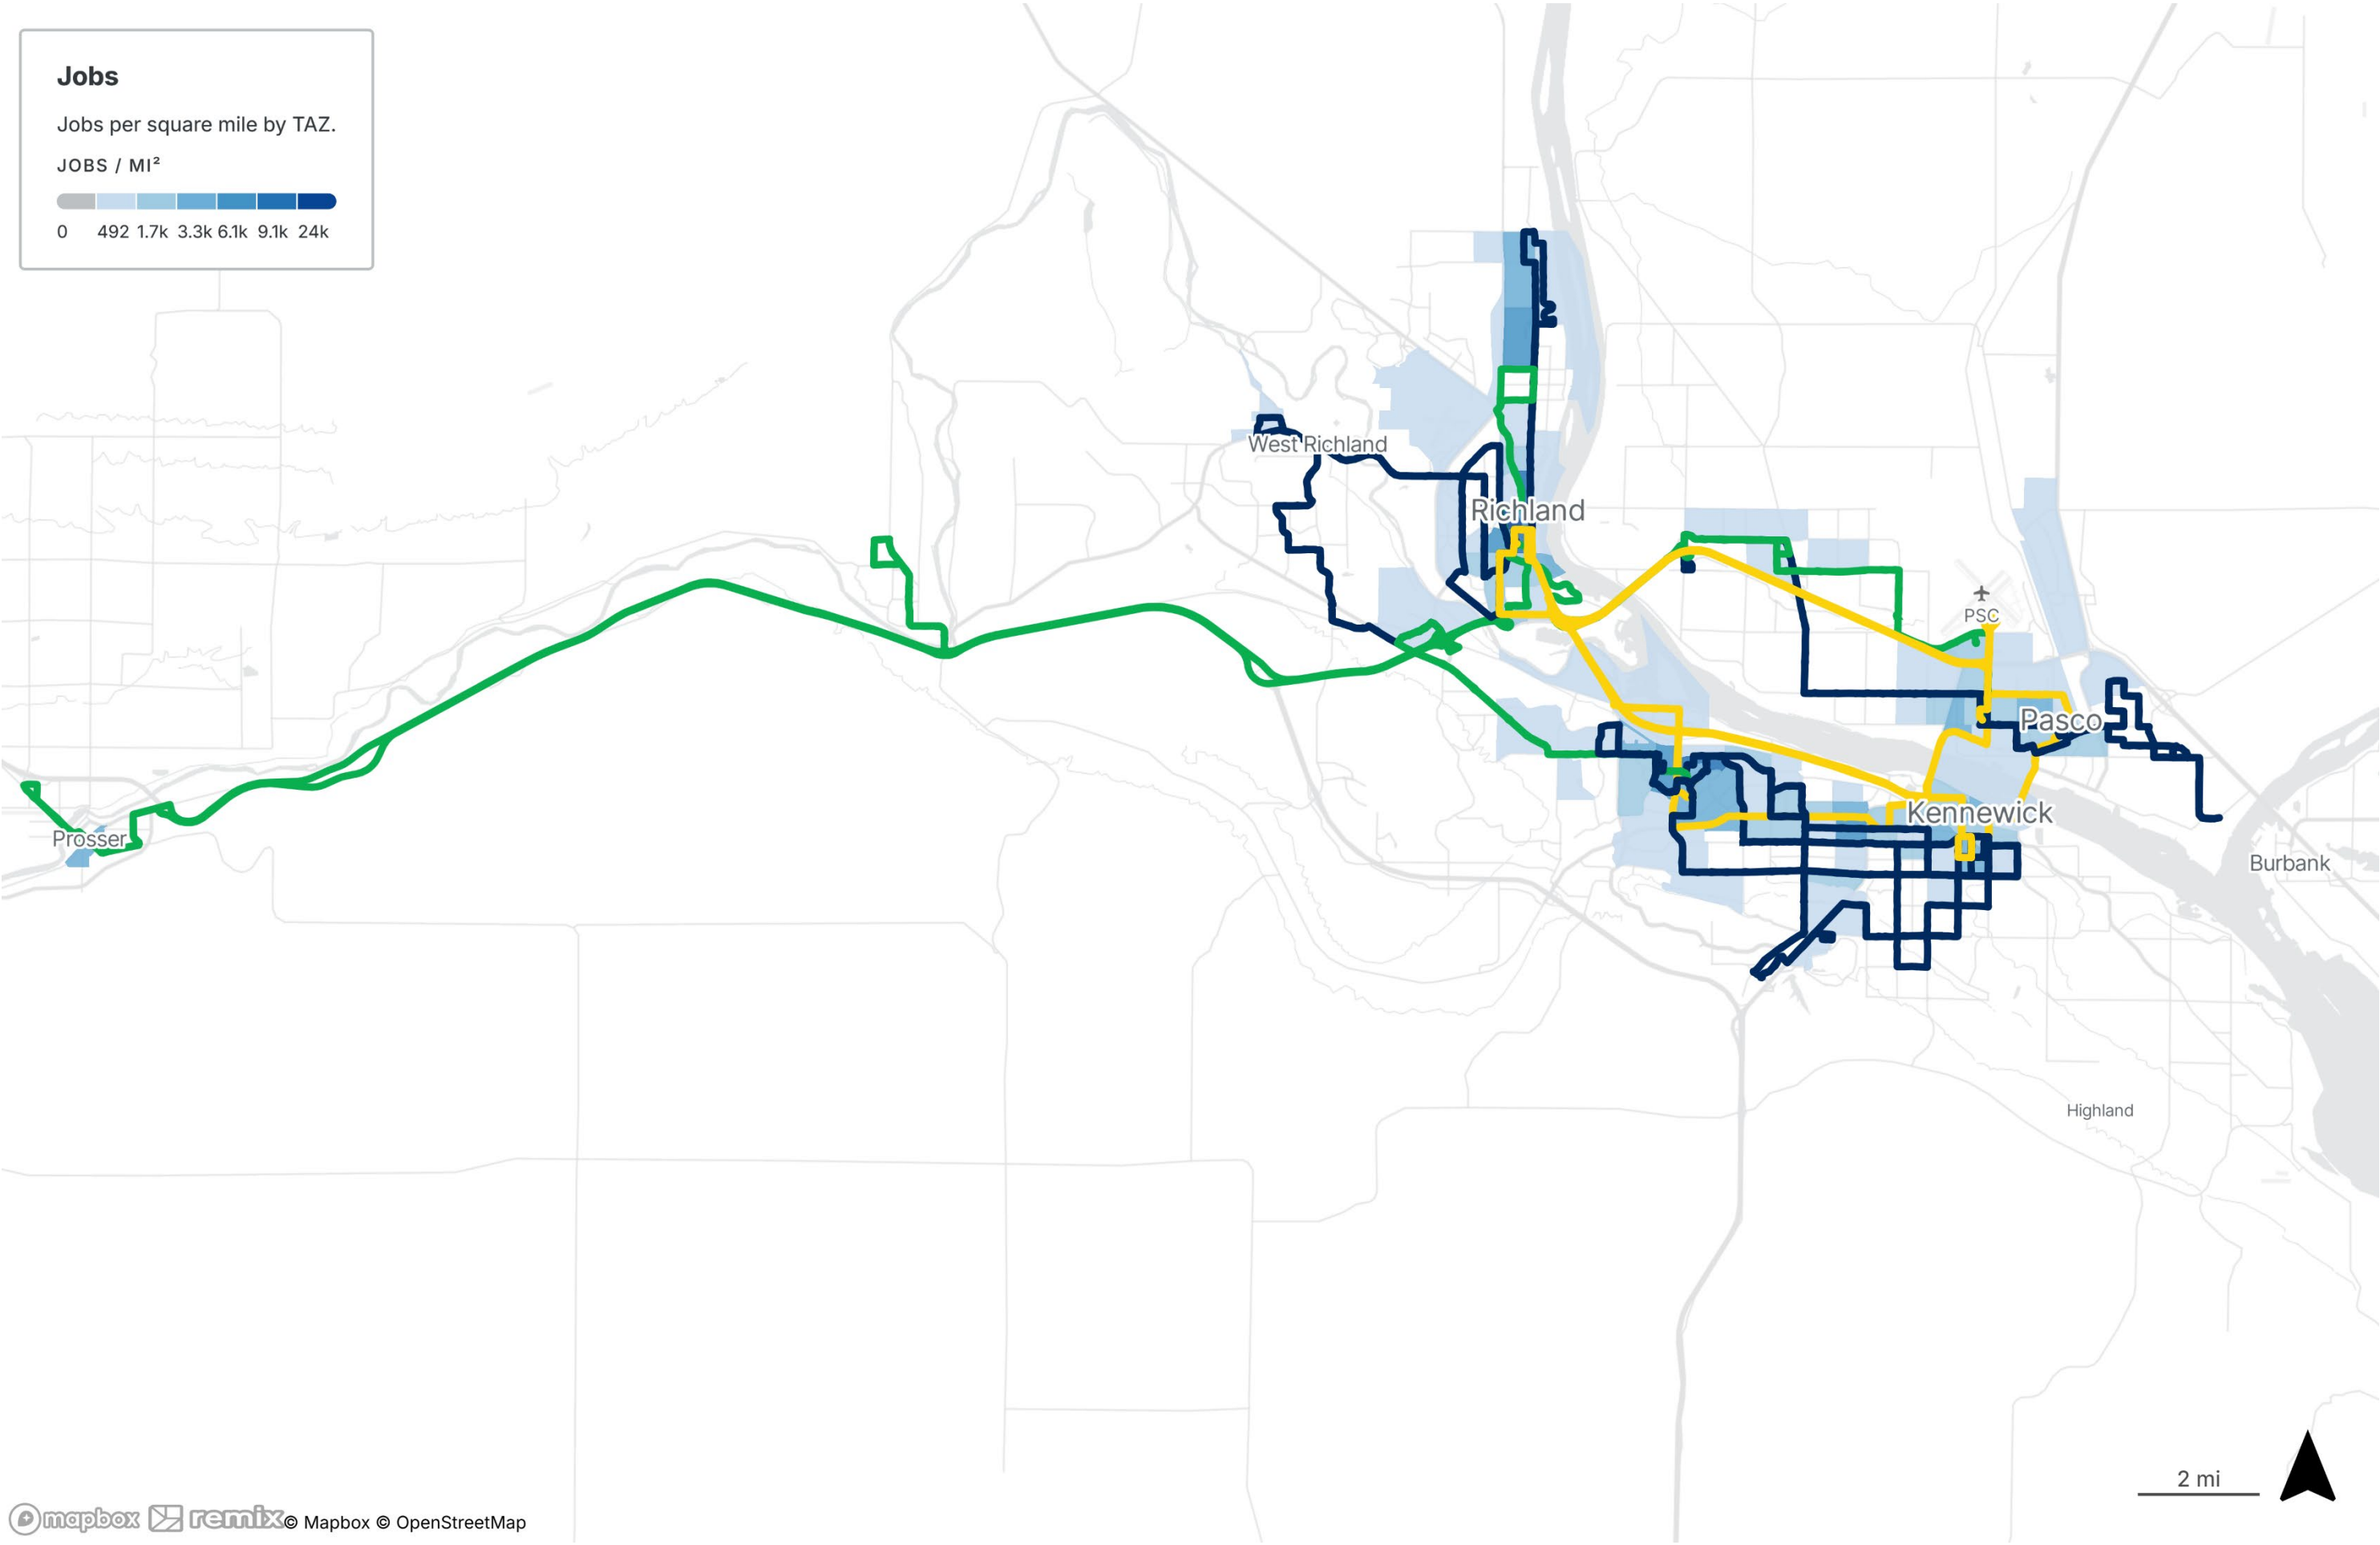 Jobs
Jobs per square mile by TAZ.
JOBS / MI²
0 492 1.7k 3.3k 6.1k 9.1k 24k
West Richland
Richland
PSC
Pasco
Kennewick
Prosser
Burbank
Highland
2 mi
mapbox remix © Mapbox © OpenStreetMap